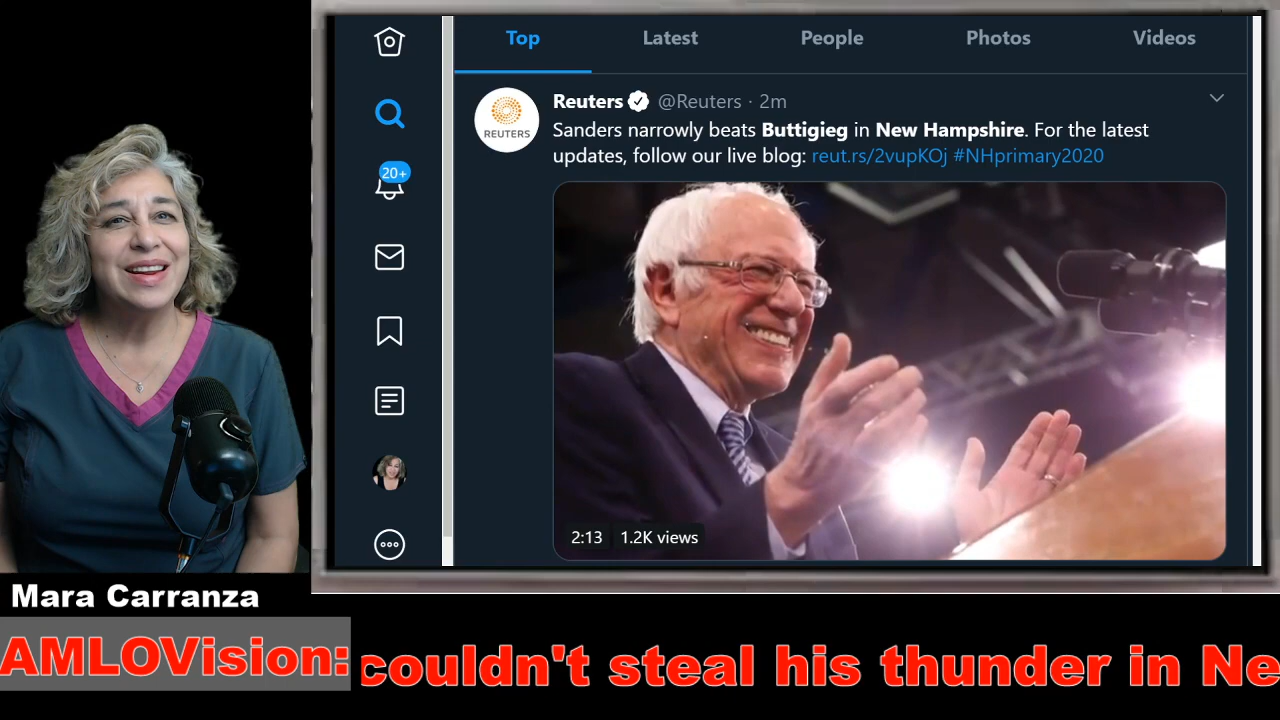 Top Latest People Photos Videos
Reuters @Reuters · 2m
REUTERS
Sanders narrowly beats Buttigieg in New Hampshire. For the latest
updates, follow our live blog: reut.rs/2vupKOj #NHprimary2020
20+
2:13 1.2K views
Mara Carranza
AMLOVision:
couldn't steal his thunder in Ne